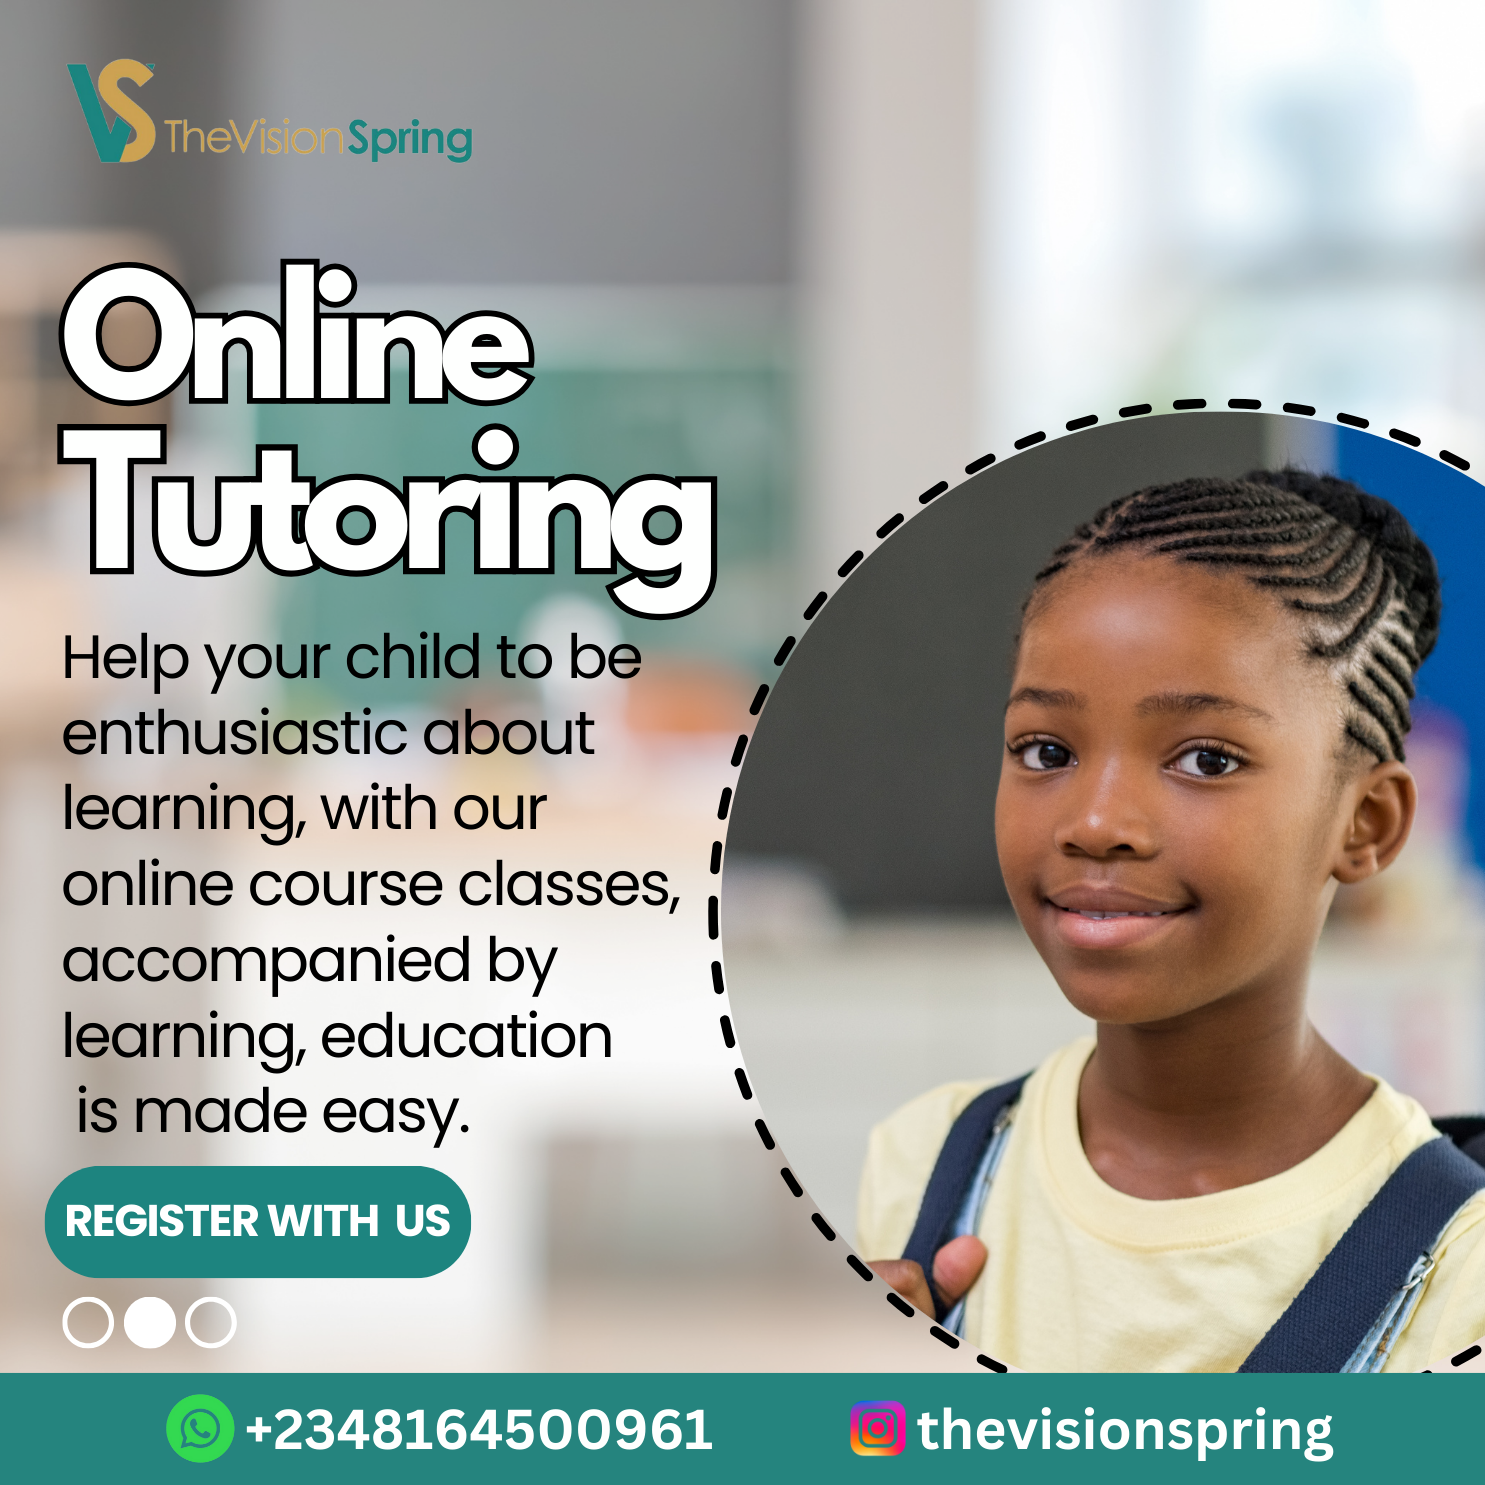 VS TheVisionSpring
Online
Tutoring
Help your child to be
enthusiastic about
learning, with our
online course classes,
accompanied by
learning, education
is made easy.
REGISTER WITH US
+2348164500961 thevisionspring